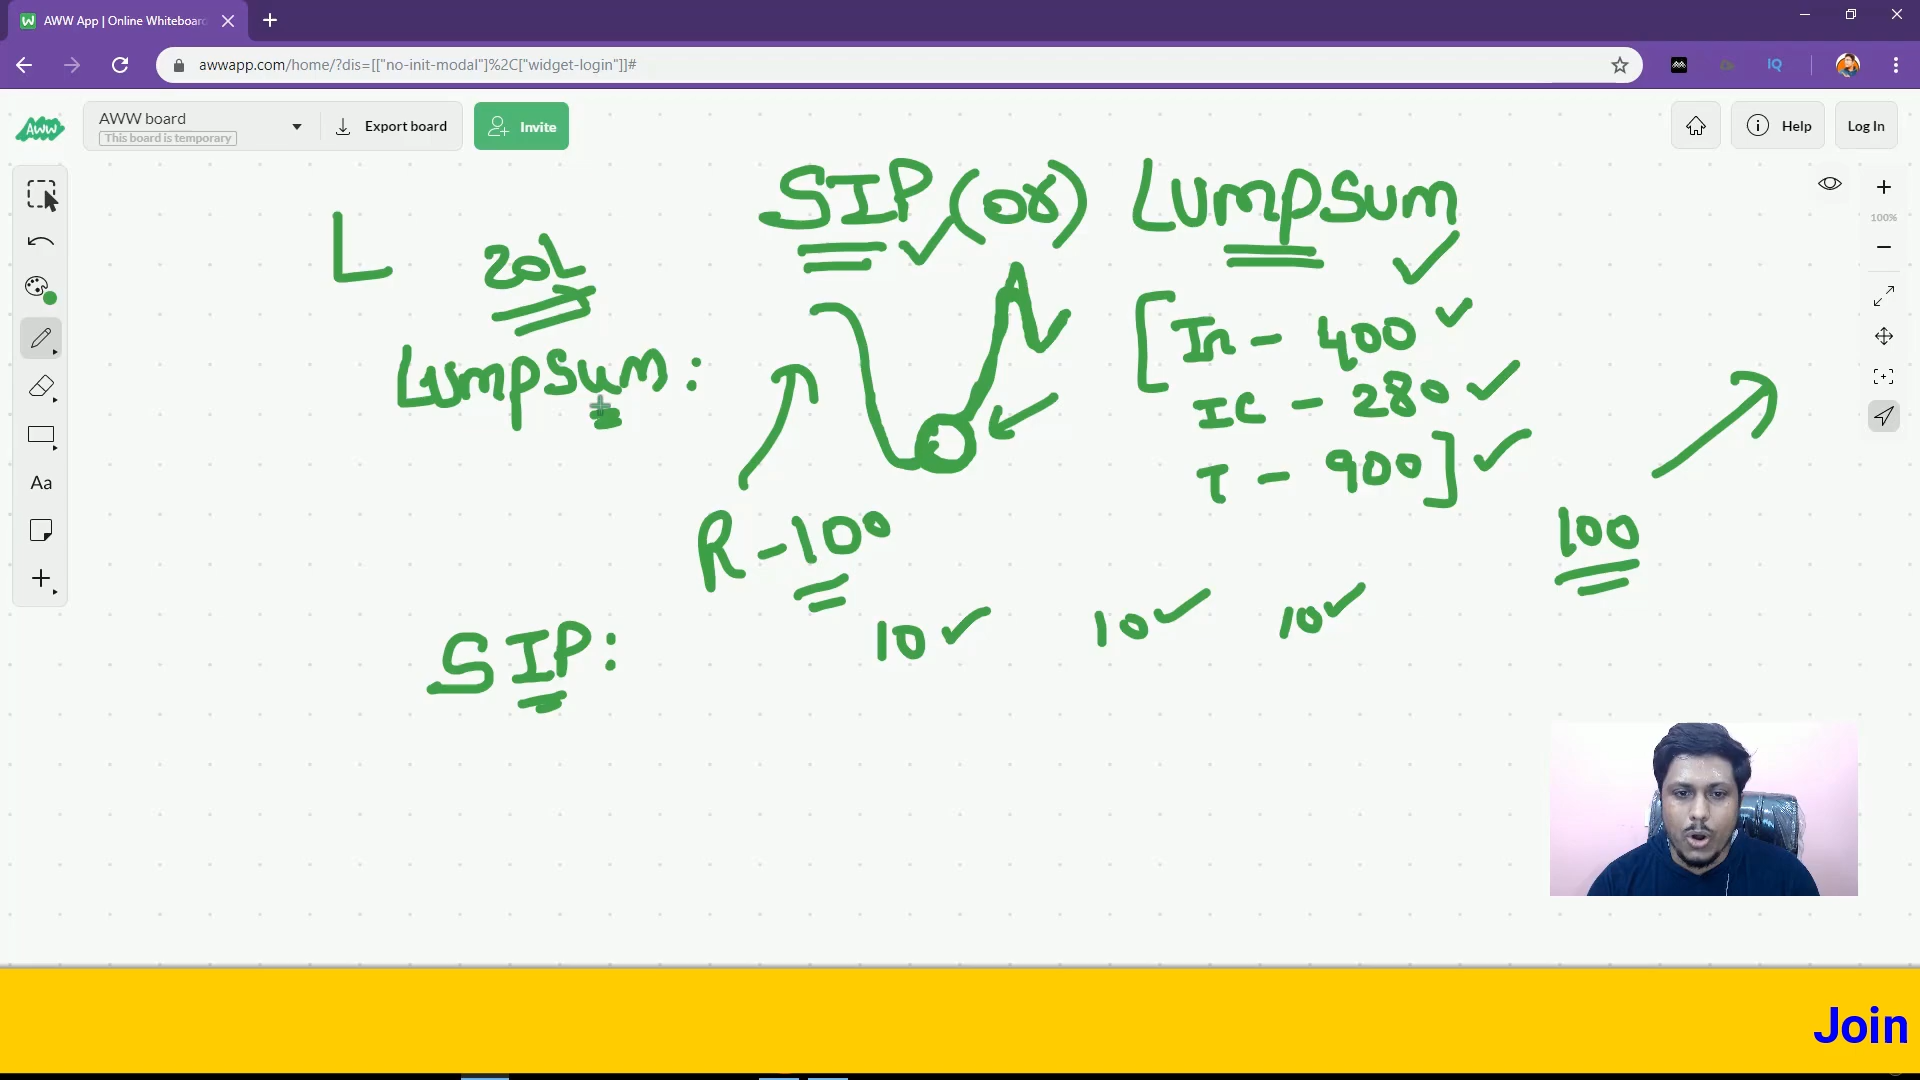 AWW App | Online Whiteboard
awwapp.com/home/?dis=[["no-init-modal"]%2C["widget-login"]]#
IQ
AWW
AWW board
This board is temporary
Export board
Invite
Help
Log In
100%
Aa
SIP (or) Lumpsum
L
20L
Lumpsum:
In - 400
IC - 280
T - 900
R - 100
100
SIP:
10
10
10
Join